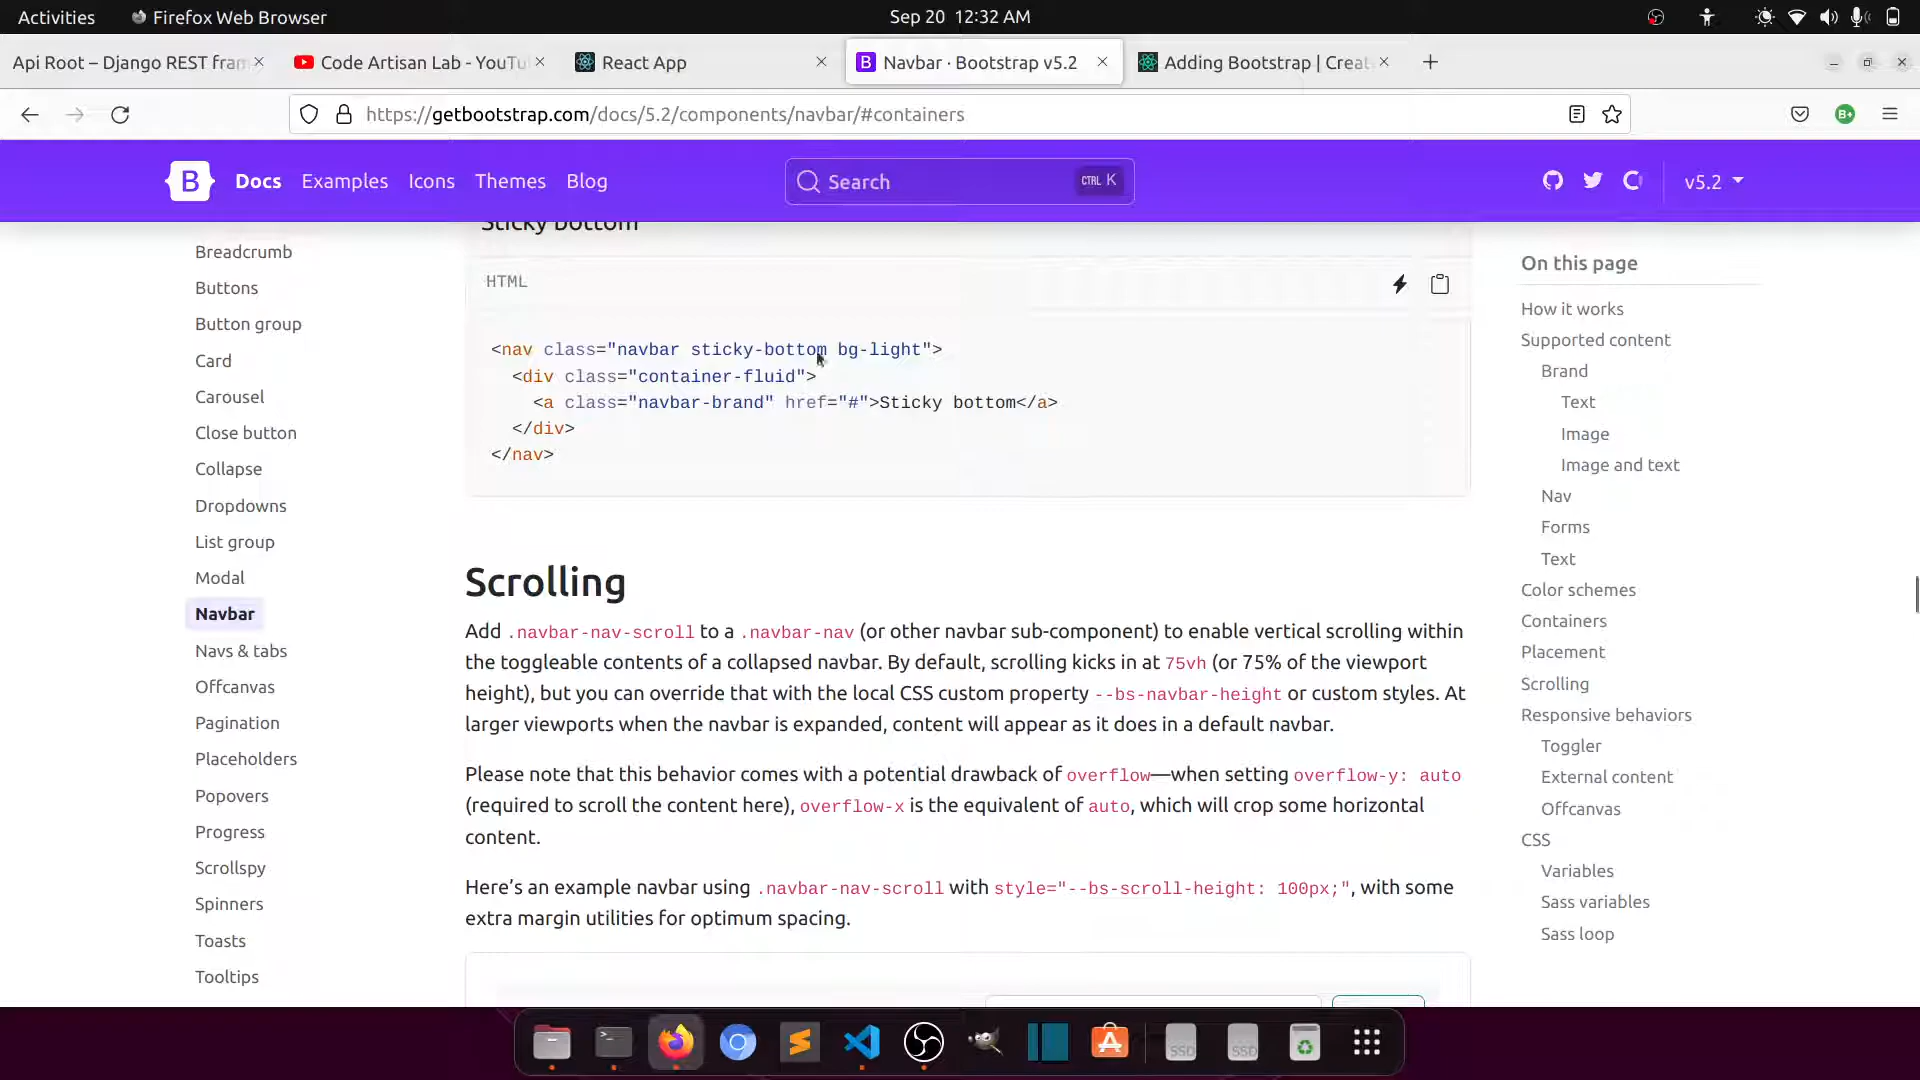 Activities
Firefox Web Browser
Sep 20 12:32 AM
Api Root – Django REST fram
Code Artisan Lab - YouTu
React App
Navbar · Bootstrap v5.2
Adding Bootstrap | Creat
https://getbootstrap.com/docs/5.2/components/navbar/#containers
B+
B
Docs
Examples
Icons
Themes
Blog
Search
CTRL K
v5.2
Breadcrumb
Buttons
Button group
Card
Carousel
Close button
Collapse
Dropdowns
List group
Modal
Navbar
Navs & tabs
Offcanvas
Pagination
Placeholders
Popovers
Progress
Scrollspy
Spinners
Toasts
Tooltips
Sticky bottom
HTML
<nav class="navbar sticky-bottom bg-light">
<div class="container-fluid">
<a class="navbar-brand" href="#">Sticky bottom</a>
</div>
</nav>
Scrolling
Add .navbar-nav-scroll to a .navbar-nav (or other navbar sub-component) to enable vertical scrolling within
the toggleable contents of a collapsed navbar. By default, scrolling kicks in at 75vh (or 75% of the viewport
height), but you can override that with the local CSS custom property --bs-navbar-height or custom styles. At
larger viewports when the navbar is expanded, content will appear as it does in a default navbar.
Please note that this behavior comes with a potential drawback of overflow—when setting overflow-y: auto
(required to scroll the content here), overflow-x is the equivalent of auto, which will crop some horizontal
content.
Here’s an example navbar using .navbar-nav-scroll with style="--bs-scroll-height: 100px;", with some
extra margin utilities for optimum spacing.
On this page
How it works
Supported content
Brand
Text
Image
Image and text
Nav
Forms
Text
Color schemes
Containers
Placement
Scrolling
Responsive behaviors
Toggler
External content
Offcanvas
CSS
Variables
Sass variables
Sass loop
SSD
SSD